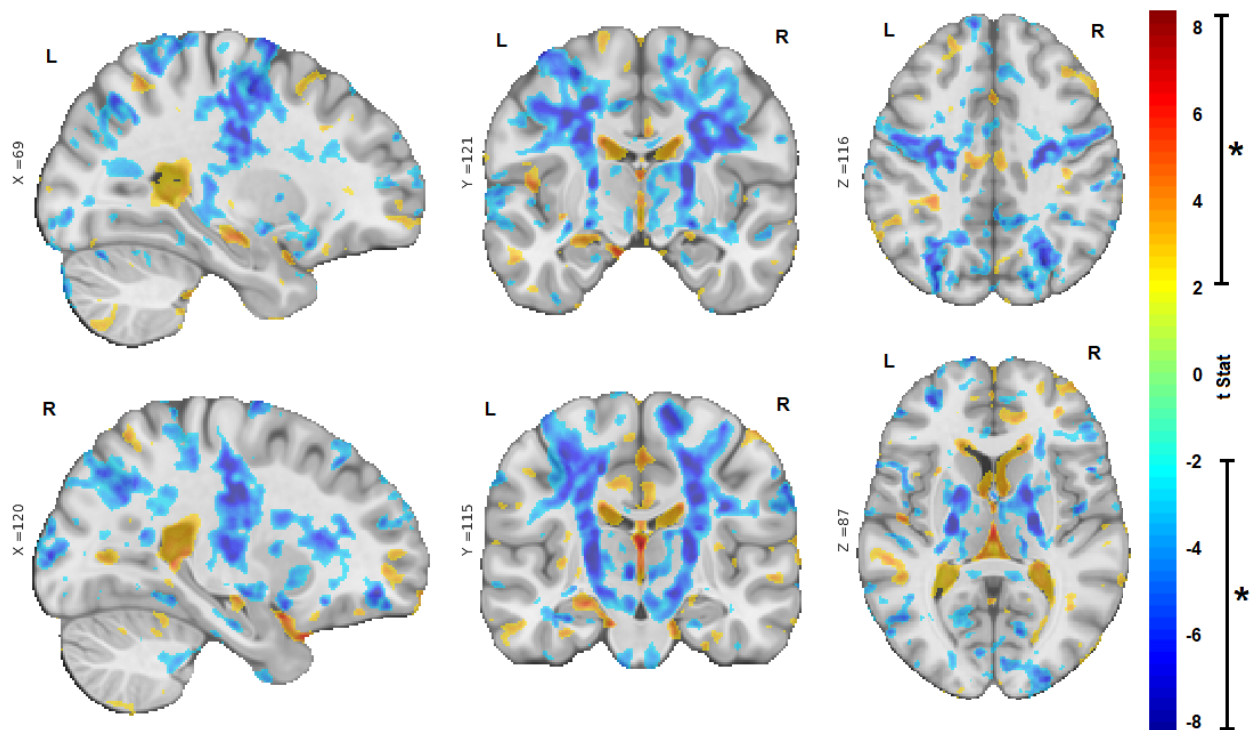 L
X =69
L
R
Y =121
L
R
Z =116
R
X =120
L
R
Y =115
L
R
Z =87
8
6
4
2
0
-2
-4
-6
-8
t Stat
*
*